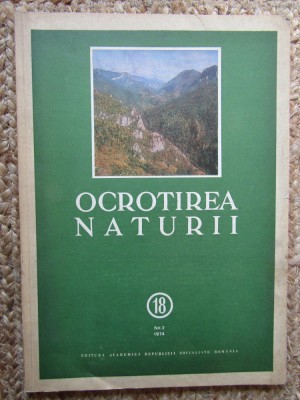 OCROTIREA
NATURII
18
Nr. 2
1974
EDITURA ACADEMIEI REPUBLICII SOCIALISTE ROMÂNIA